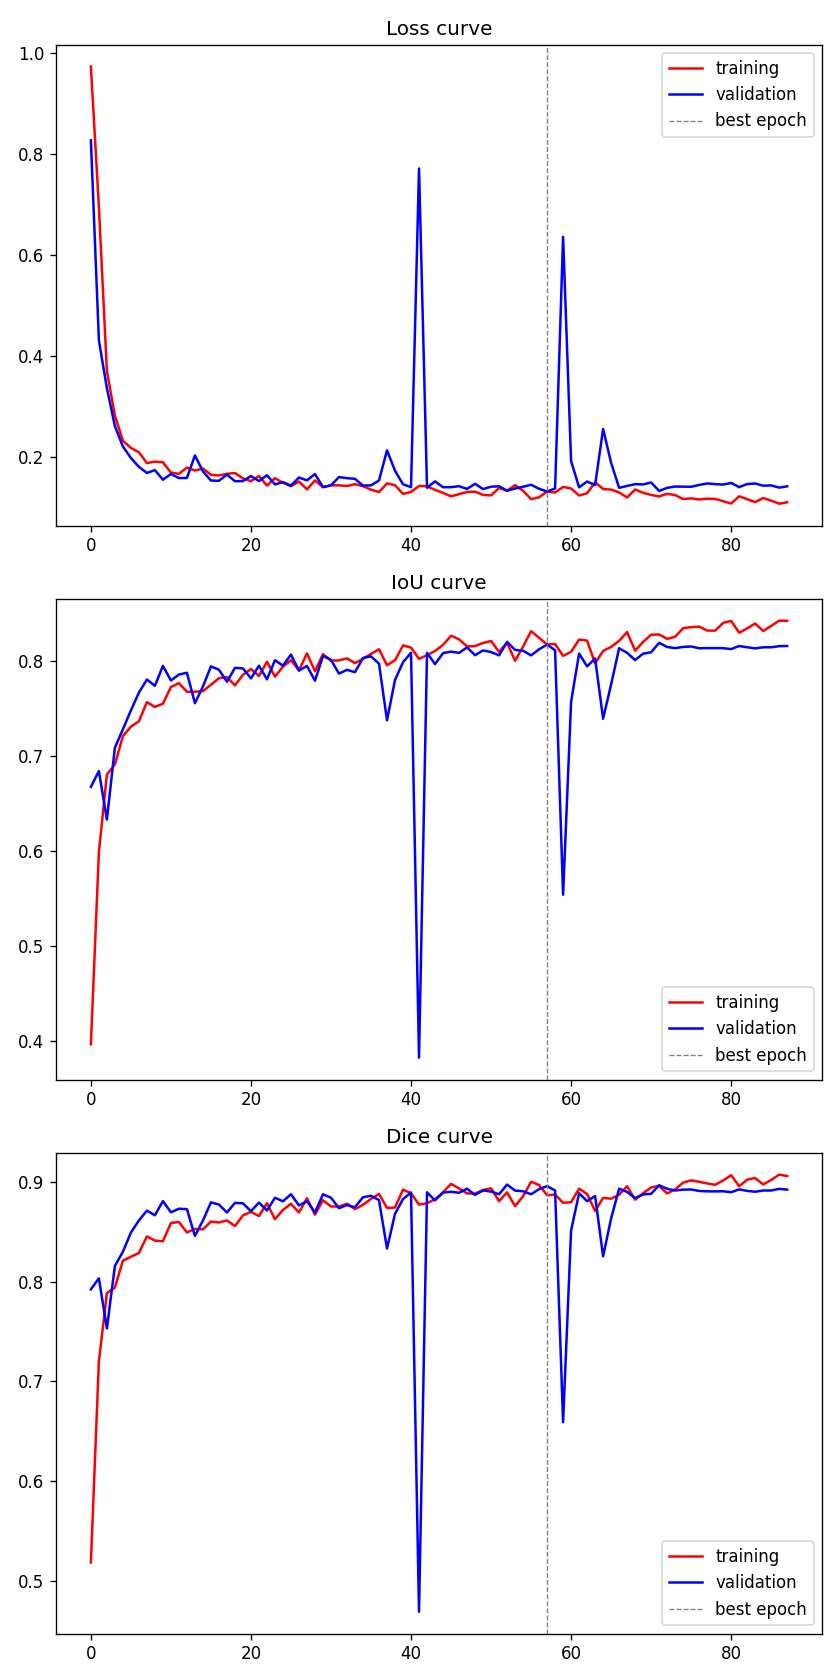 Loss curve
1.0
0.8
0.6
0.4
0.2
training
validation
best epoch
0 20 40 60 80
IoU curve
0.8
0.7
0.6
0.5
0.4
training
validation
best epoch
0 20 40 60 80
Dice curve
0.9
0.8
0.7
0.6
0.5
training
validation
best epoch
0 20 40 60 80